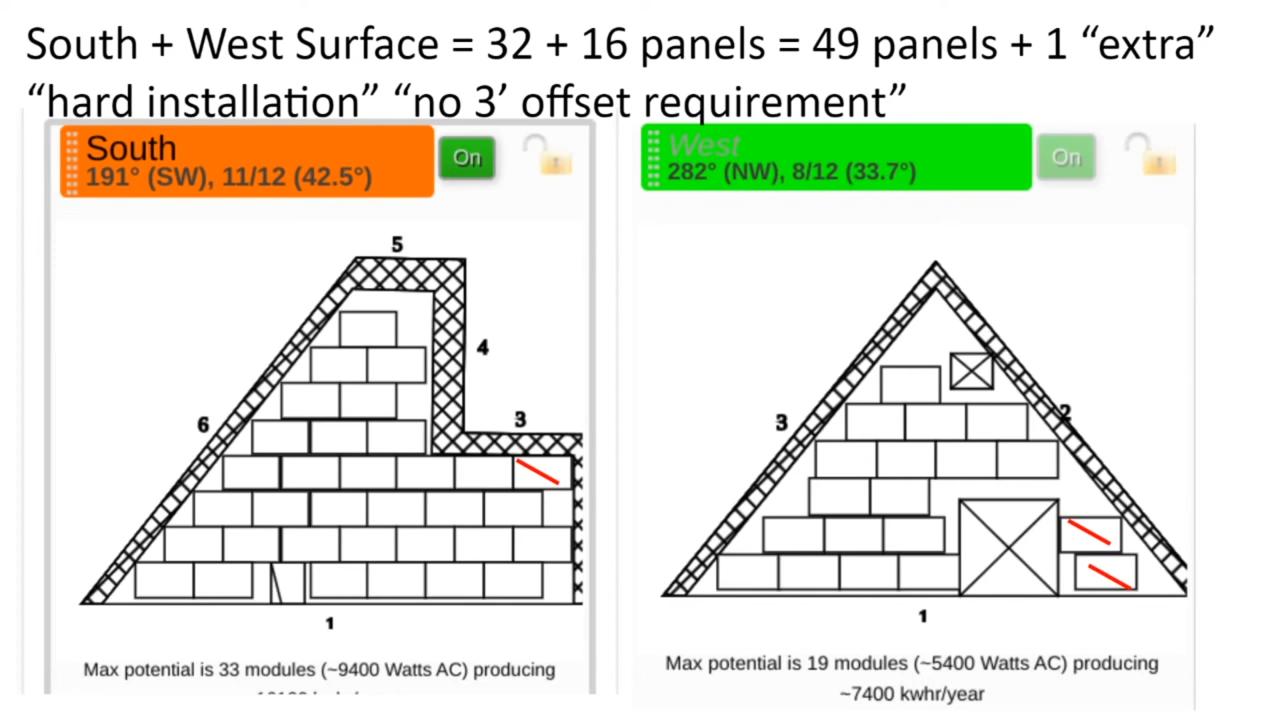 South + West Surface = 32 + 16 panels = 49 panels + 1 “extra”
“hard installation” “no 3’ offset requirement”
South
191° (SW), 11/12 (42.5°)
On
West
282° (NW), 8/12 (33.7°)
On
5
4
3
6
1
3
2
1
Max potential is 33 modules (~9400 Watts AC) producing
Max potential is 19 modules (~5400 Watts AC) producing
~7400 kwhr/year